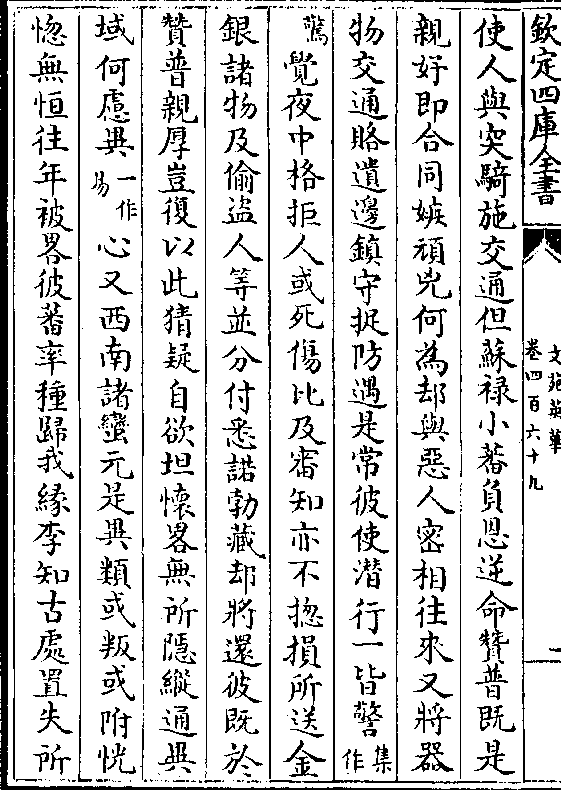 欽定四庫全書
文苑英華
卷四百六十九
二
使人與突騎施交通但蘇祿小蕃負恩逆命贊普既是
親好即合同嫉頑兇何為却與惡人密相往來又將器
物交通賂遺邊鎮守捉防遏是常彼使潛行一皆警集作
驚覺夜中格拒人或死傷比及審知亦不揔損所送金
銀諸物及偷盜人等並分付悉諾勃藏却將還彼既於
贊普親厚豈復以此猜疑自欲坦懷畧無所隱縱通異
域何慮異一作易心又西南諸蠻元是異類或叛或附恍
惚無恒往年被畧彼蕃率種歸我緣李知古處置失所